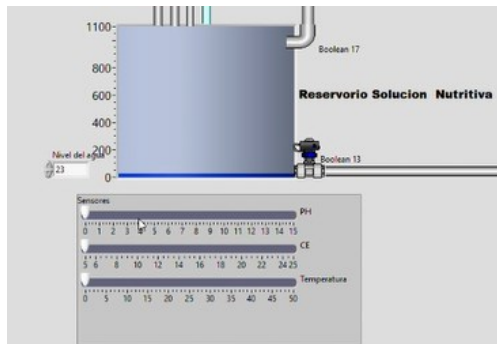 1100
Boolean 17
800
600
Reservorio Solucion Nutritiva
400
200
Nivel del agua
Boolean 13
23
0
Sensores
PH
0 1 2 3 4 5 6 7 8 9 10 11 12 13 14 15
CE
5 6 8 10 12 14 16 18 20 22 24 25
Temperatura
0 5 10 15 20 25 30 35 40 45 50